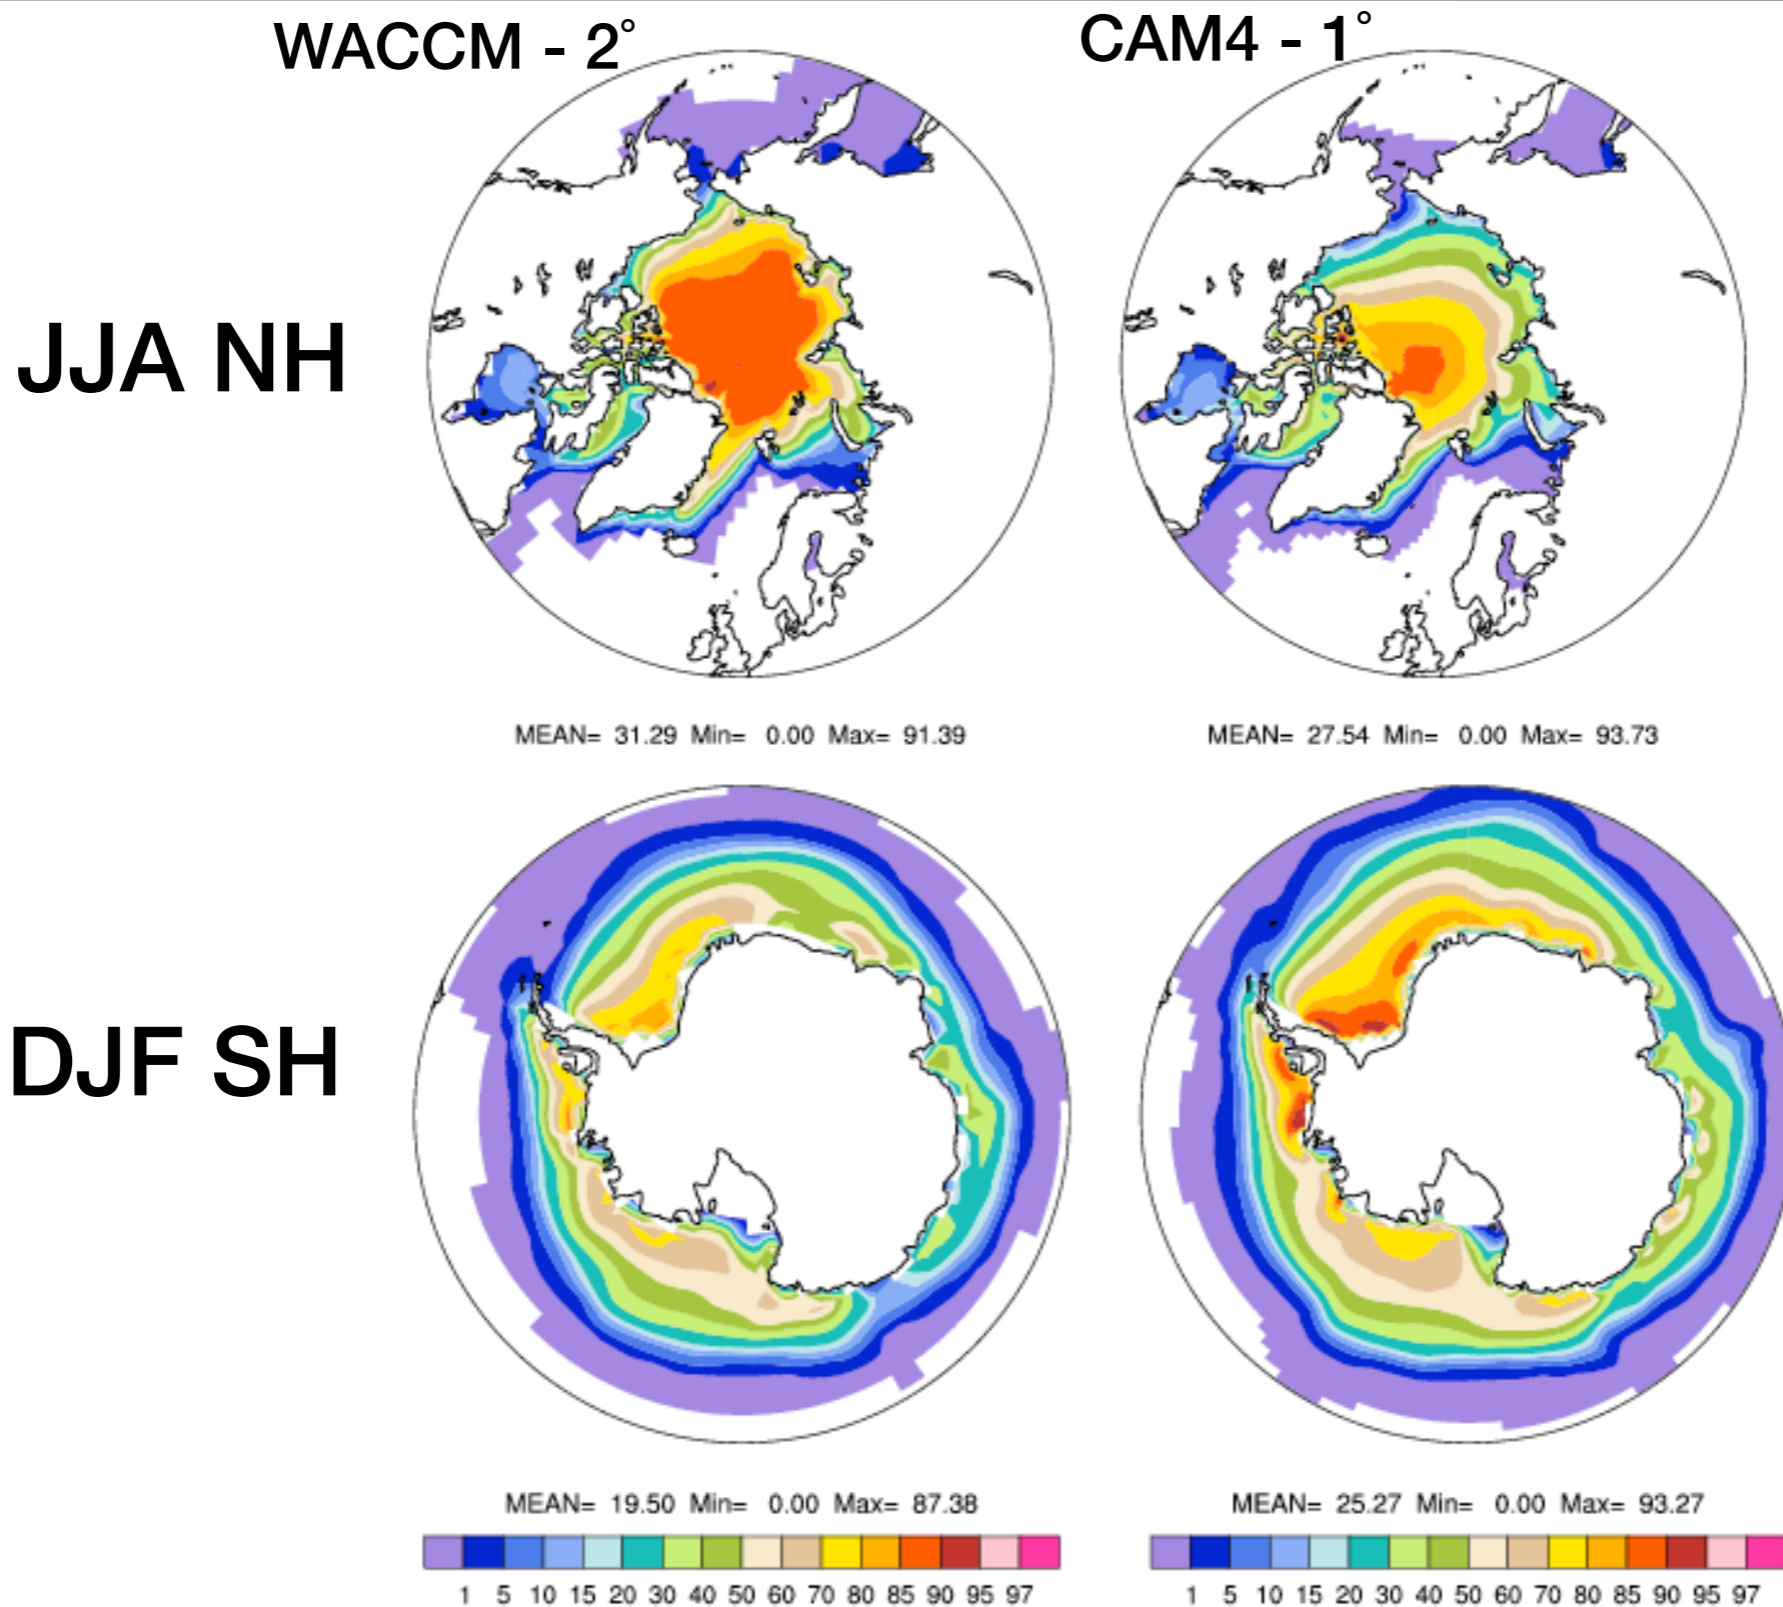 WACCM - 2°
CAM4 - 1°
JJA NH
MEAN= 31.29 Min= 0.00 Max= 91.39
MEAN= 27.54 Min= 0.00 Max= 93.73
DJF SH
MEAN= 19.50 Min= 0.00 Max= 87.38
MEAN= 25.27 Min= 0.00 Max= 93.27
1 5 10 15 20 30 40 50 60 70 80 85 90 95 97
1 5 10 15 20 30 40 50 60 70 80 85 90 95 97